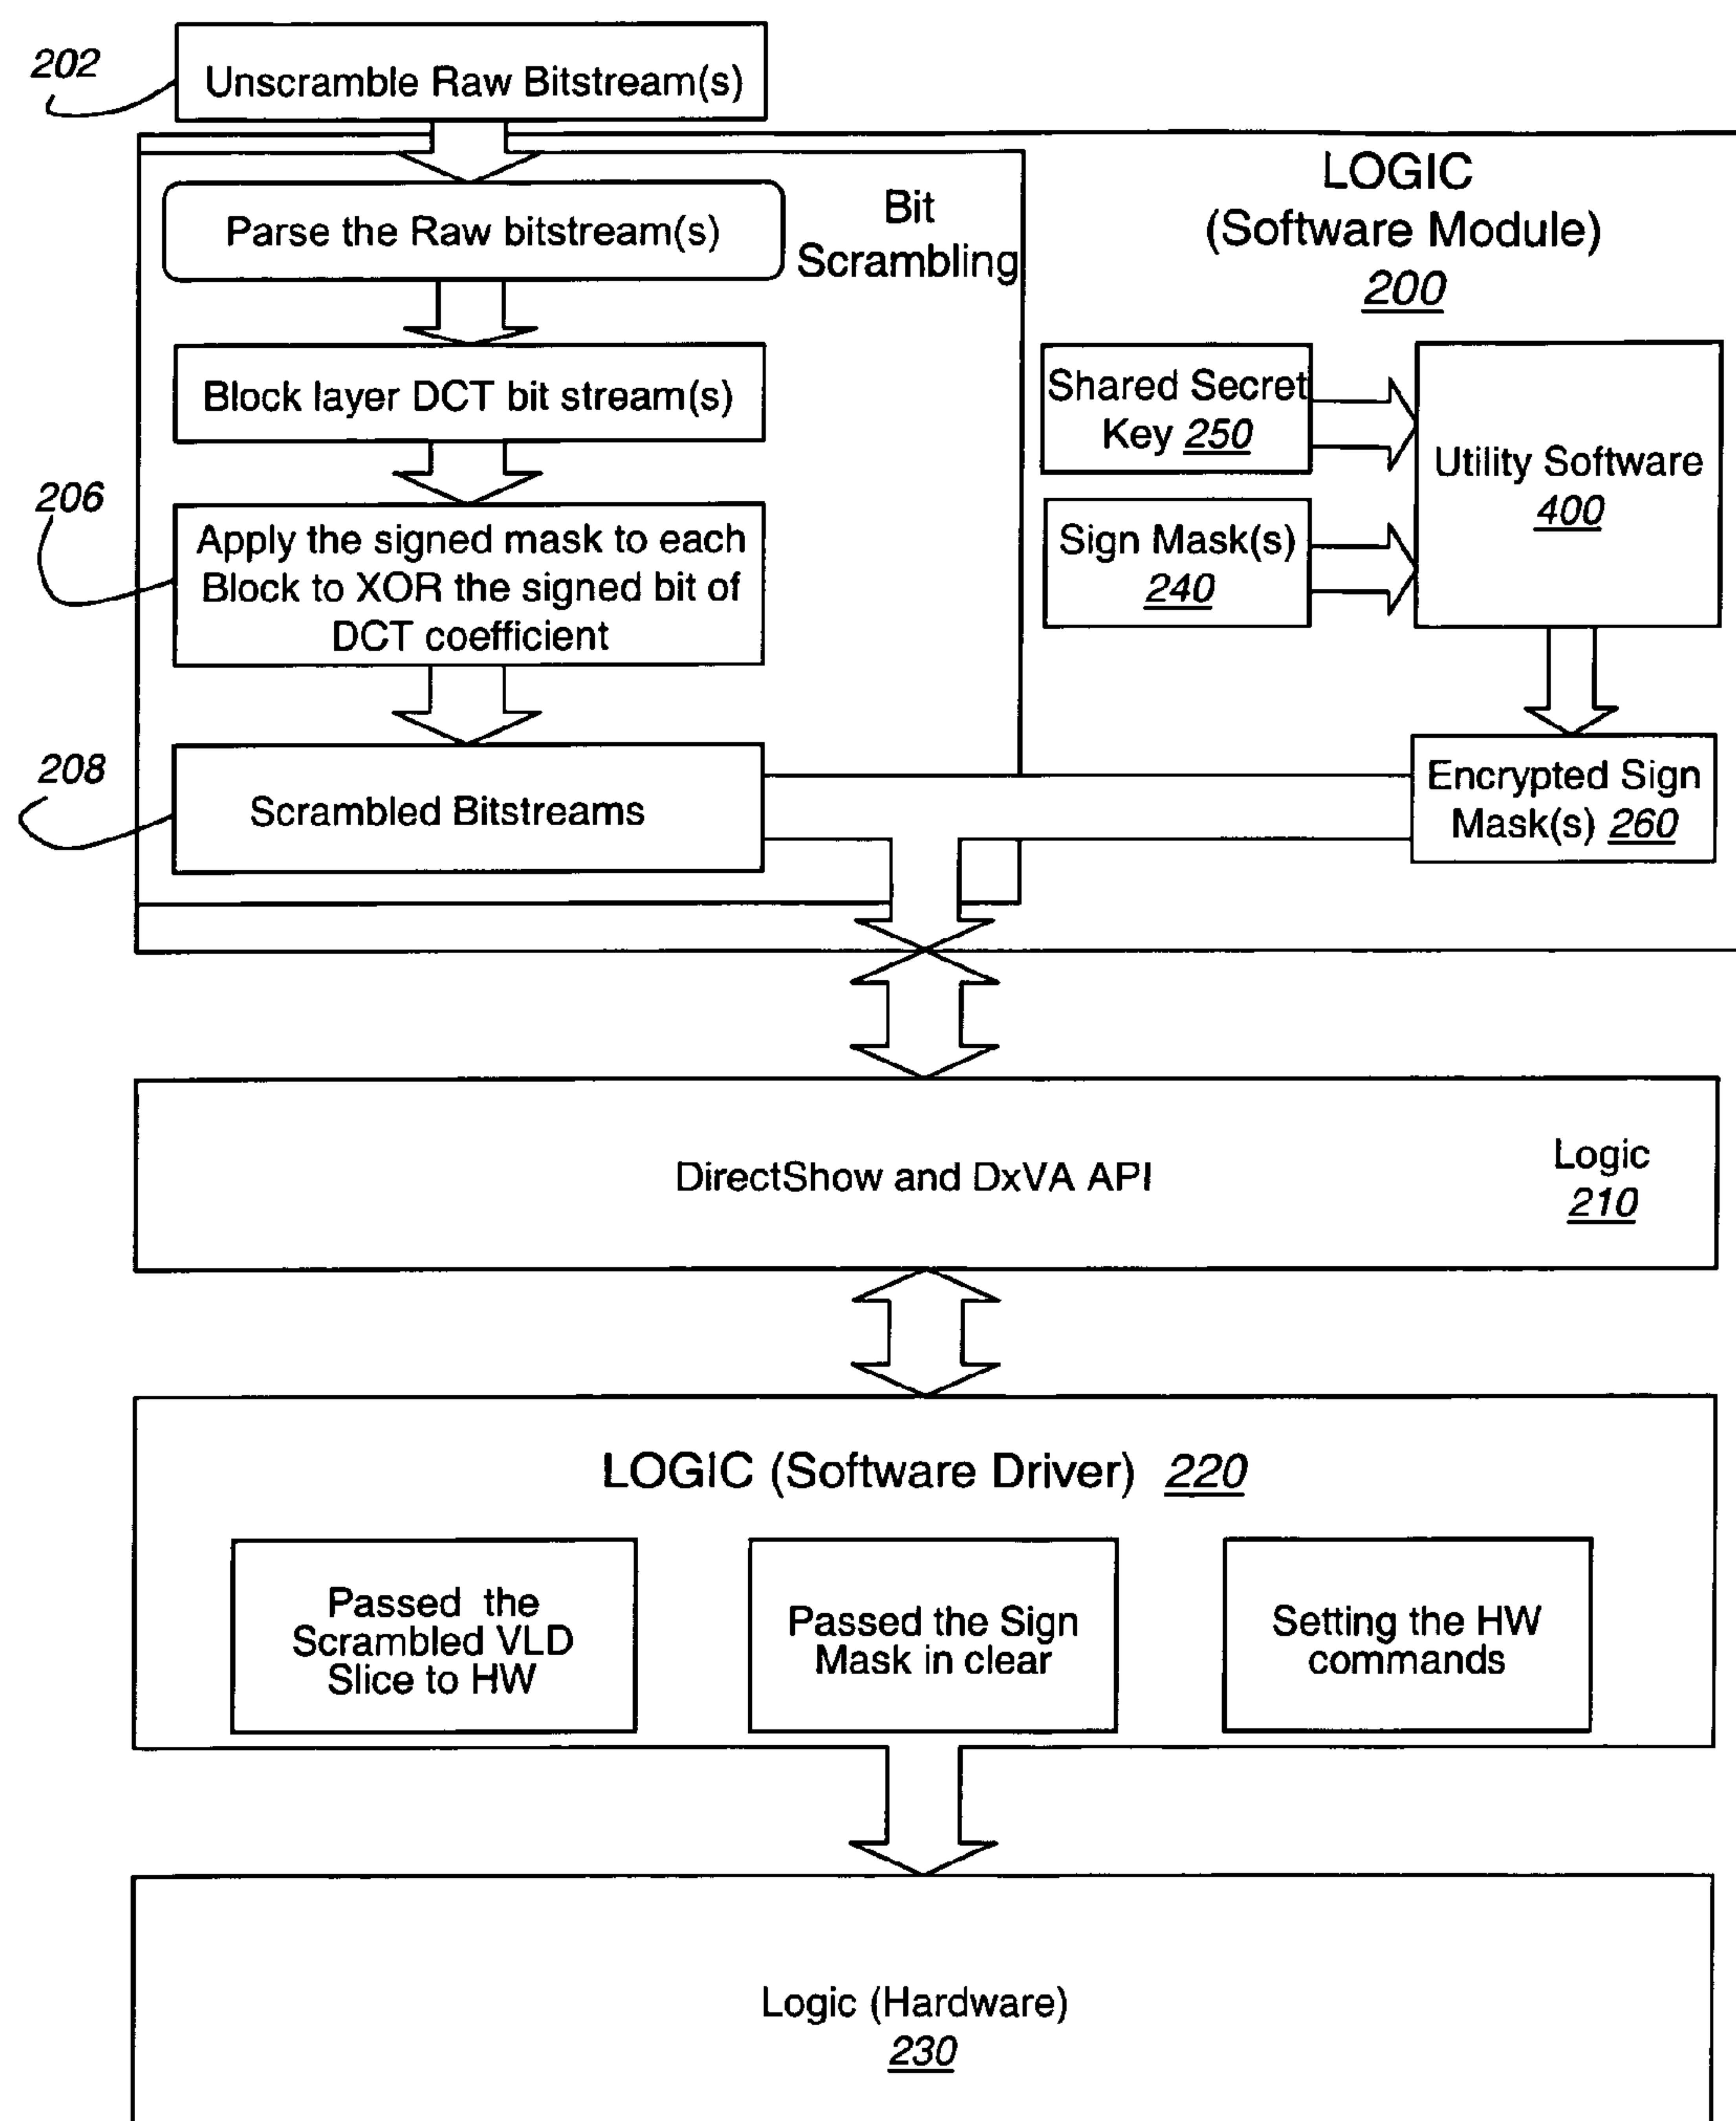 202
Unscramble Raw Bitstream(s)
LOGIC
(Software Module)
200
Bit
Scrambling
Parse the Raw bitstream(s)
Block layer DCT bit stream(s)
206
Apply the signed mask to each
Block to XOR the signed bit of
DCT coefficient
208
Scrambled Bitstreams
Shared Secret
Key 250
Sign Mask(s)
240
Utility Software
400
Encrypted Sign
Mask(s) 260
DirectShow and DxVA API
Logic
210
LOGIC (Software Driver) 220
Passed the
Scrambled VLD
Slice to HW
Passed the Sign
Mask in clear
Setting the HW
commands
Logic (Hardware)
230